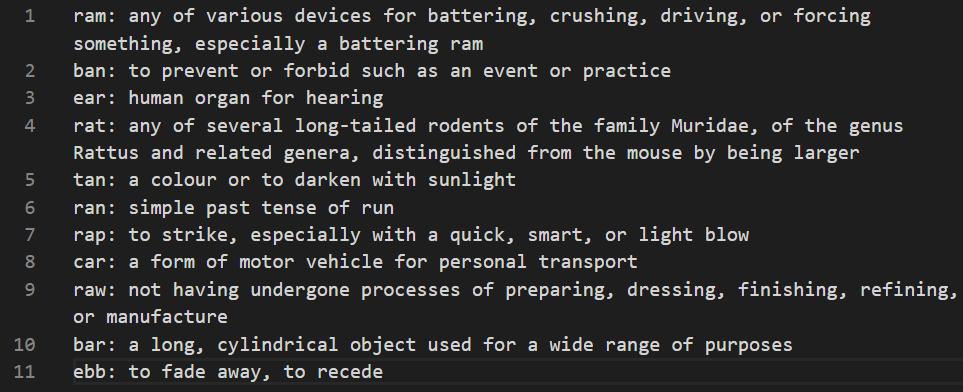 1 ram: any of various devices for battering, crushing, driving, or forcing
something, especially a battering ram
2 ban: to prevent or forbid such as an event or practice
3 ear: human organ for hearing
4 rat: any of several long-tailed rodents of the family Muridae, of the genus
Rattus and related genera, distinguished from the mouse by being larger
5 tan: a colour or to darken with sunlight
6 ran: simple past tense of run
7 rap: to strike, especially with a quick, smart, or light blow
8 car: a form of motor vehicle for personal transport
9 raw: not having undergone processes of preparing, dressing, finishing, refining,
or manufacture
10 bar: a long, cylindrical object used for a wide range of purposes
11 ebb: to fade away, to recede